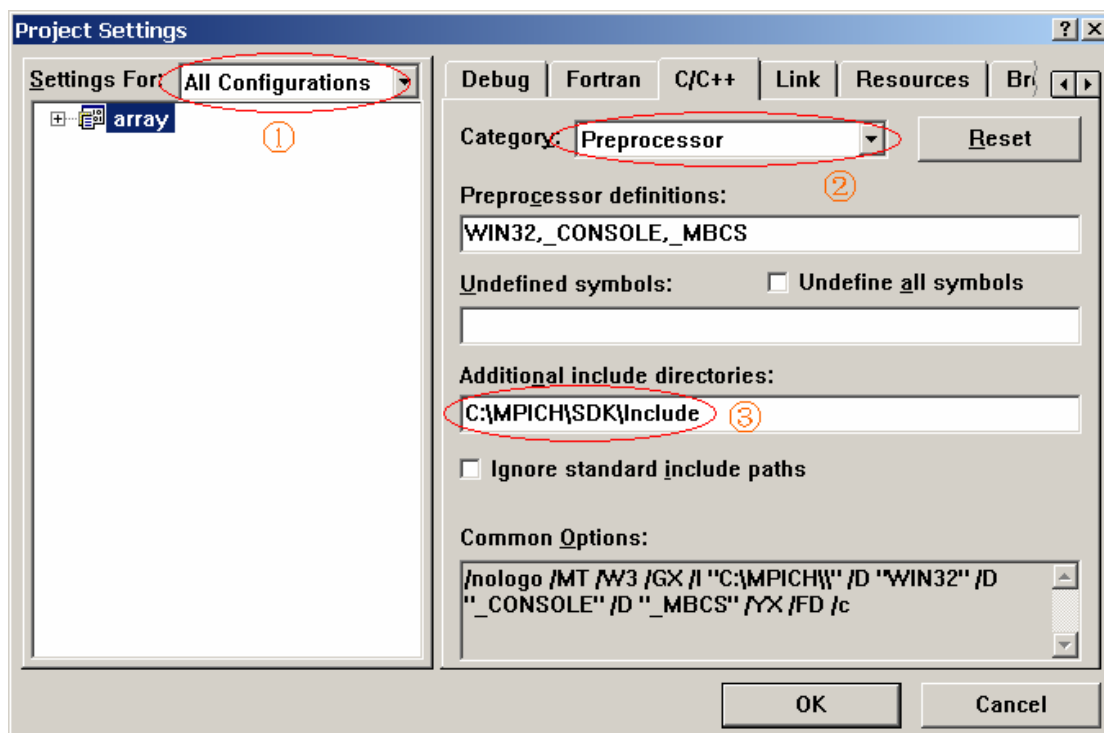 Project Settings
Settings For: All Configurations
①
array
Debug Fortran C/C++ Link Resources Br
Category: Preprocessor Reset
②
Preprocessor definitions:
WIN32,_CONSOLE,_MBCS
Undefined symbols: Undefine all symbols
Additional include directories:
C:\MPICH\SDK\Include ③
Ignore standard include paths
Common Options:
/nologo /MT /W3 /GX /I "C:\MPICH\\" /D "WIN32" /D
"_CONSOLE" /D "_MBCS" /YX /FD /c
OK Cancel